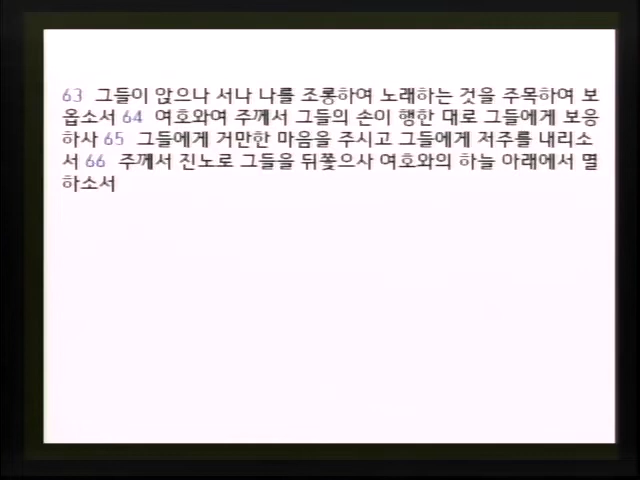 63 그들이 앉으나 서나 나를 조롱하여 노래하는 것을 주목하여 보
옵소서 64 여호와여 주께서 그들의 손이 행한 대로 그들에게 보응
하사 65 그들에게 거만한 마음을 주시고 그들에게 저주를 내리소
서 66 주께서 진노로 그들을 뒤쫓으사 여호와의 하늘 아래에서 멸
하소서